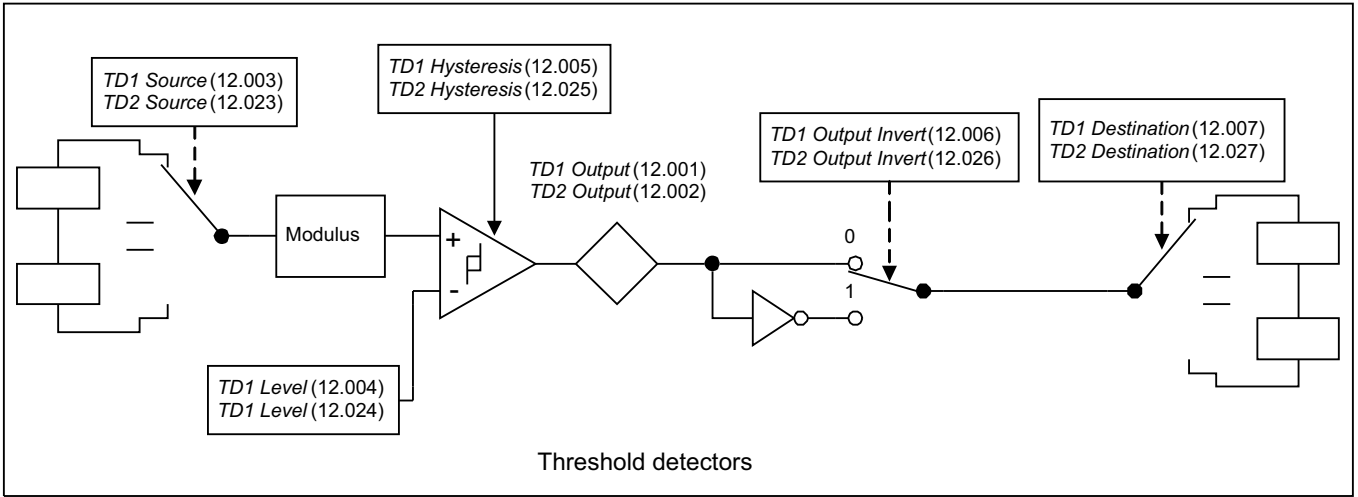 TD1 Source (12.003)
TD2 Source (12.023)
TD1 Hysteresis (12.005)
TD2 Hysteresis (12.025)
TD1 Output (12.001)
TD2 Output (12.002)
TD1 Output Invert (12.006)
TD2 Output Invert (12.026)
TD1 Destination (12.007)
TD2 Destination (12.027)
Modulus
+
-
0
1
TD1 Level (12.004)
TD1 Level (12.024)
Threshold detectors